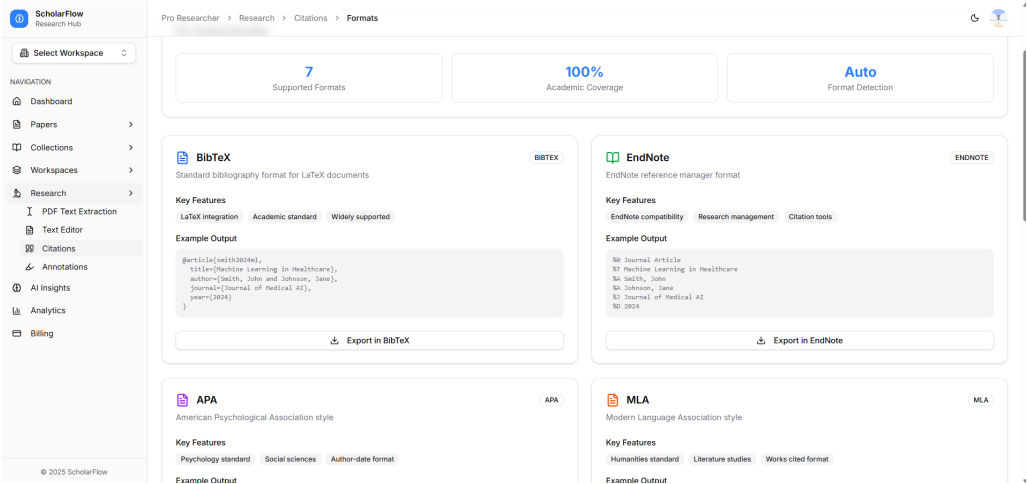 ScholarFlow
Research Hub
Select Workspace
NAVIGATION
Dashboard
Papers
Collections
Workspaces
Research
PDF Text Extraction
Text Editor
Citations
Annotations
AI Insights
Analytics
Billing
© 2025 ScholarFlow
Pro Researcher > Research > Citations > Formats
7
Supported Formats
100%
Academic Coverage
Auto
Format Detection
BibTeX
BIBTEX
Standard bibliography format for LaTeX documents
Key Features
LaTeX integration Academic standard Widely supported
Example Output
@article{smith2024ml,
title={Machine Learning in Healthcare},
author={Smith, John and Johnson, Jane},
journal={Journal of Medical AI},
year={2024}
}
Export in BibTeX
EndNote
ENDNOTE
EndNote reference manager format
Key Features
EndNote compatibility Research management Citation tools
Example Output
%0 Journal Article
%T Machine Learning in Healthcare
%A Smith, John
%A Johnson, Jane
%J Journal of Medical AI
%D 2024
Export in EndNote
APA
APA
American Psychological Association style
Key Features
Psychology standard Social sciences Author-date format
Example Output
MLA
MLA
Modern Language Association style
Key Features
Humanities standard Literature studies Works cited format
Example Output